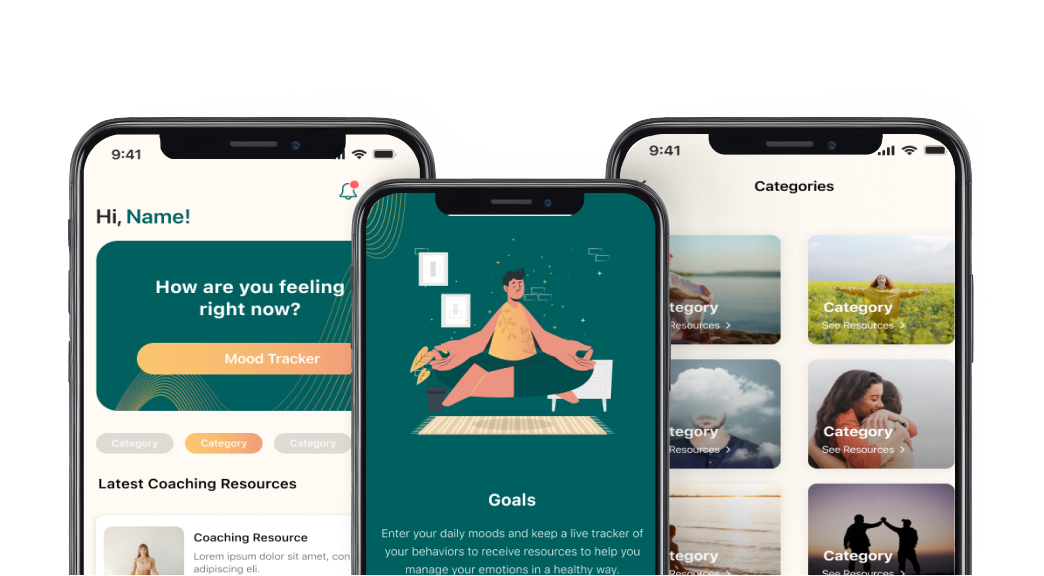 9:41
Hi, Name!
How are you feeling
right now?
Mood Tracker
Category
Category
Category
Latest Coaching Resources
Coaching Resource
Lorem ipsum dolor sit amet, con
adipiscing eli.
Goals
Enter your daily moods and keep a live tracker of
your behaviors to receive resources to help you
manage your emotions in a healthy way.
9:41
Categories
tegory
Resources
Category
See Resources
tegory
Resources
Category
See Resources
tegory
Resources
Category
See Resources